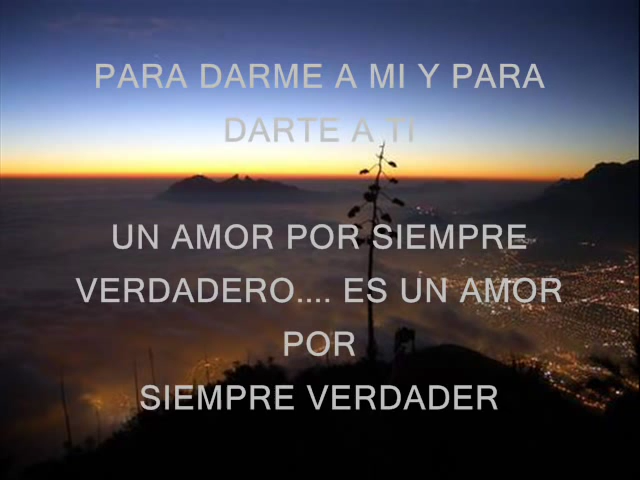 PARA DARME A MI Y PARA
DARTE A TI
UN AMOR POR SIEMPRE
VERDADERO.... ES UN AMOR
POR
SIEMPRE VERDADER